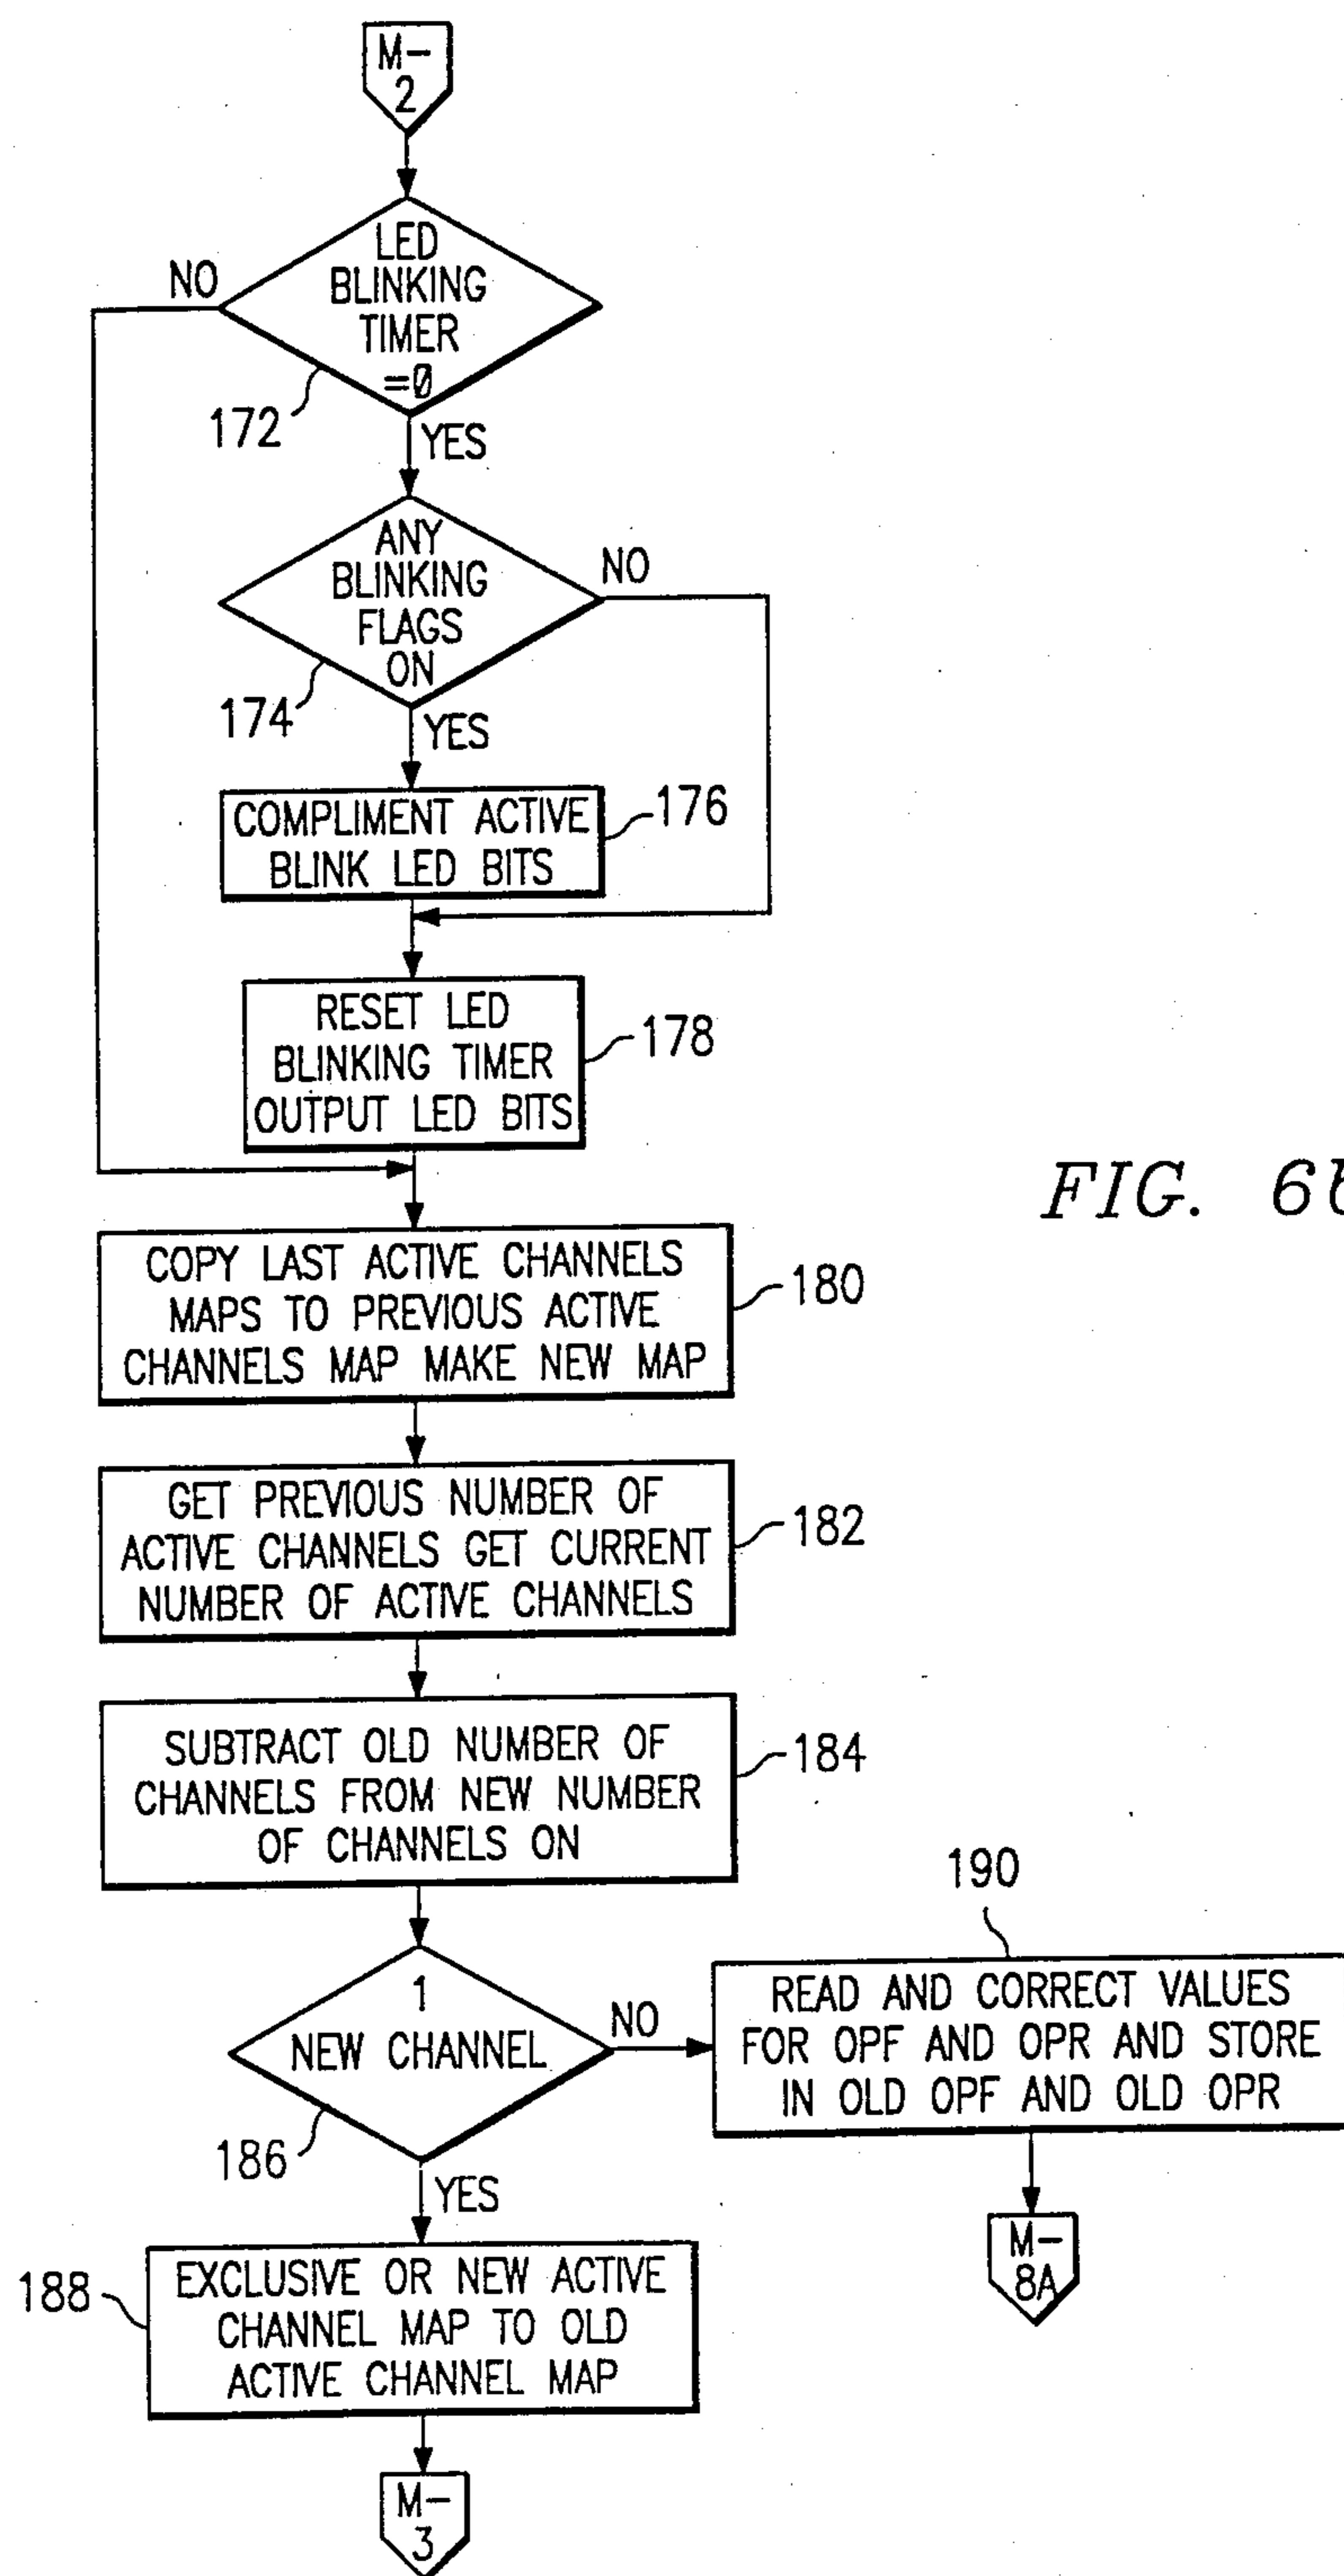 M-
2
LED
BLINKING
TIMER
=0
NO
172
YES
ANY
BLINKING
FLAGS
ON
NO
174
YES
COMPLIMENT ACTIVE
BLINK LED BITS
176
RESET LED
BLINKING TIMER
OUTPUT LED BITS
178
FIG. 6b
COPY LAST ACTIVE CHANNELS
MAPS TO PREVIOUS ACTIVE
CHANNELS MAP MAKE NEW MAP
180
GET PREVIOUS NUMBER OF
ACTIVE CHANNELS GET CURRENT
NUMBER OF ACTIVE CHANNELS
182
SUBTRACT OLD NUMBER OF
CHANNELS FROM NEW NUMBER
OF CHANNELS ON
184
1
NEW CHANNEL
NO
186
YES
190
READ AND CORRECT VALUES
FOR OPF AND OPR AND STORE
IN OLD OPF AND OLD OPR
M-
8A
188
EXCLUSIVE OR NEW ACTIVE
CHANNEL MAP TO OLD
ACTIVE CHANNEL MAP
M-
3